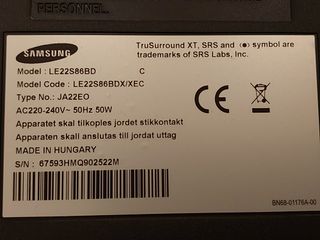 PERSONNEL.
SAMSUNG
TruSurround XT, SRS and (●) symbol are
trademarks of SRS Labs, Inc.
Model : LE22S86BD C
Model Code : LE22S86BDX/XEC
Type No : JA22EO
AC220-240V~ 50Hz 50W
Apparatet skal tilkoples jordet stikkontakt
Apparaten skall anslutas till jordat uttag
MADE IN HUNGARY
S/N : 67593HMQ902522M
CE
BN68-01176A-00